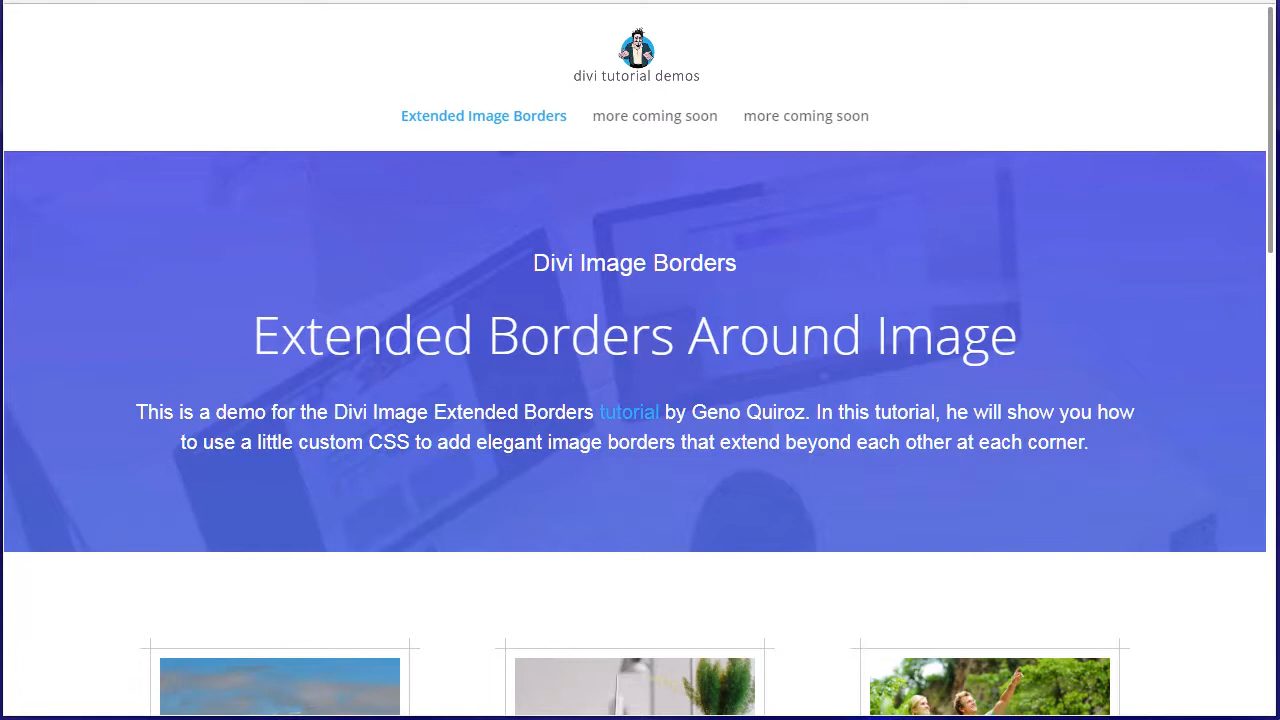 divi tutorial demos
Extended Image Borders more coming soon more coming soon
Divi Image Borders
Extended Borders Around Image
This is a demo for the Divi Image Extended Borders tutorial by Geno Quiroz. In this tutorial, he will show you how
to use a little custom CSS to add elegant image borders that extend beyond each other at each corner.